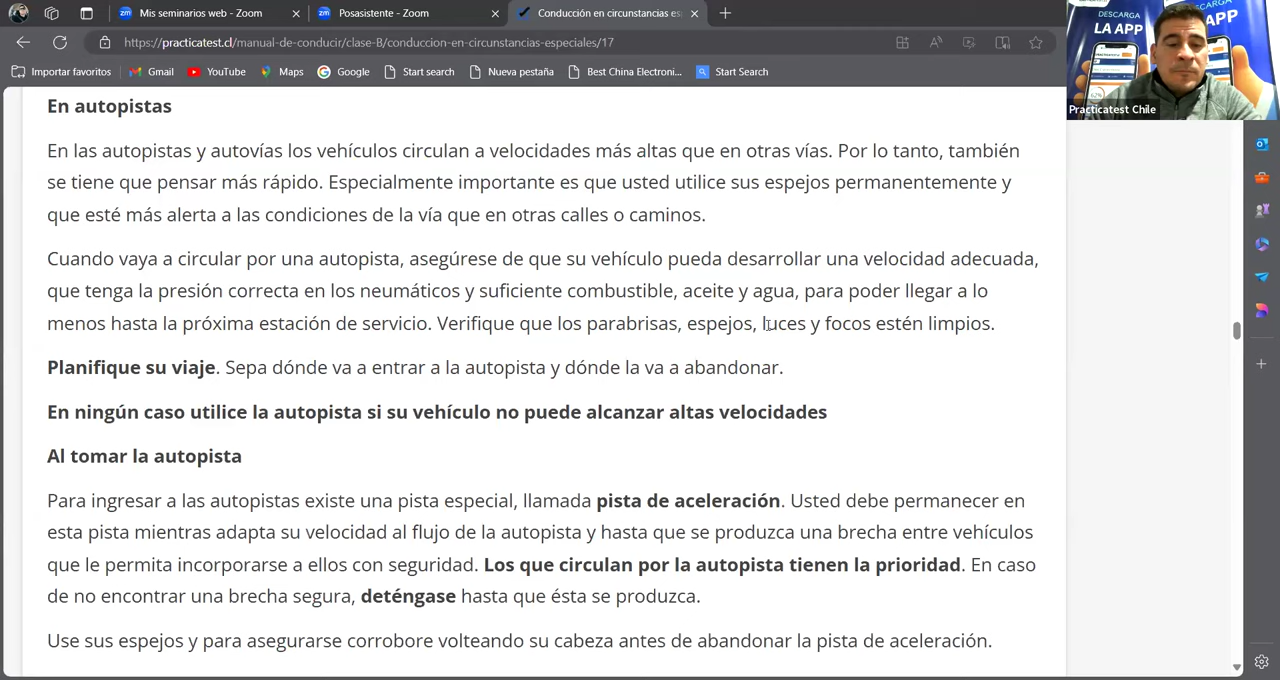 Mis seminarios web - Zoom
Posasistente - Zoom
Conducción en circunstancias es
https://practicatest.cl/manual-de-conducir/clase-B/conduccion-en-circunstancias-especiales/17
Importar favoritos
Gmail
YouTube
Maps
Google
Start search
Nueva pestaña
Best China Electroni...
Start Search
DESCARGA
LA APP
Practicatest Chile
En autopistas
En las autopistas y autovías los vehículos circulan a velocidades más altas que en otras vías. Por lo tanto, también
se tiene que pensar más rápido. Especialmente importante es que usted utilice sus espejos permanentemente y
que esté más alerta a las condiciones de la vía que en otras calles o caminos.
Cuando vaya a circular por una autopista, asegúrese de que su vehículo pueda desarrollar una velocidad adecuada,
que tenga la presión correcta en los neumáticos y suficiente combustible, aceite y agua, para poder llegar a lo
menos hasta la próxima estación de servicio. Verifique que los parabrisas, espejos, luces y focos estén limpios.
Planifique su viaje. Sepa dónde va a entrar a la autopista y dónde la va a abandonar.
En ningún caso utilice la autopista si su vehículo no puede alcanzar altas velocidades
Al tomar la autopista
Para ingresar a las autopistas existe una pista especial, llamada pista de aceleración. Usted debe permanecer en
esta pista mientras adapta su velocidad al flujo de la autopista y hasta que se produzca una brecha entre vehículos
que le permita incorporarse a ellos con seguridad. Los que circulan por la autopista tienen la prioridad. En caso
de no encontrar una brecha segura, deténgase hasta que ésta se produzca.
Use sus espejos y para asegurarse corrobore volteando su cabeza antes de abandonar la pista de aceleración.